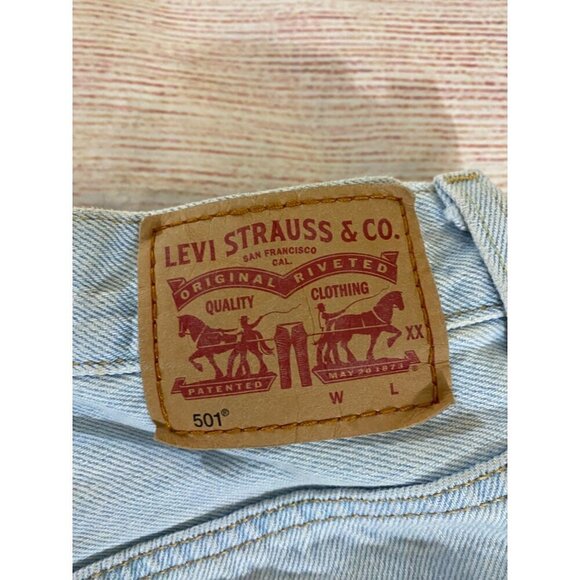 LEVI STRAUSS & CO.
SAN FRANCISCO
CAL.
ORIGINAL RIVETED
QUALITY CLOTHING
XX
PATENTED MAY 20 1873
501® W L